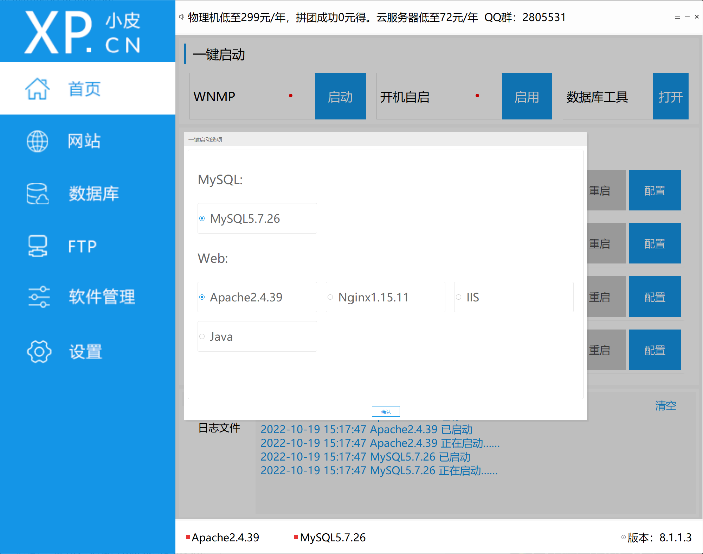 XP. 小皮
CN
物理机低至299元/年，拼团成功0元得。云服务器低至72元/年 QQ群：2805531
首页
网站
数据库
FTP
软件管理
设置
一键启动
WNMP 启动 开机自启 启用 数据库工具 打开
一键启动选项
MySQL:
MySQL5.7.26
Web:
Apache2.4.39 Nginx1.15.11 IIS
Java
确认
重启 配置
重启 配置
重启 配置
重启 配置
清空
日志文件
2022-10-19 15:17:47 Apache2.4.39 已启动
2022-10-19 15:17:47 Apache2.4.39 正在启动......
2022-10-19 15:17:47 MySQL5.7.26 已启动
2022-10-19 15:17:47 MySQL5.7.26 正在启动......
Apache2.4.39 MySQL5.7.26 版本：8.1.1.3